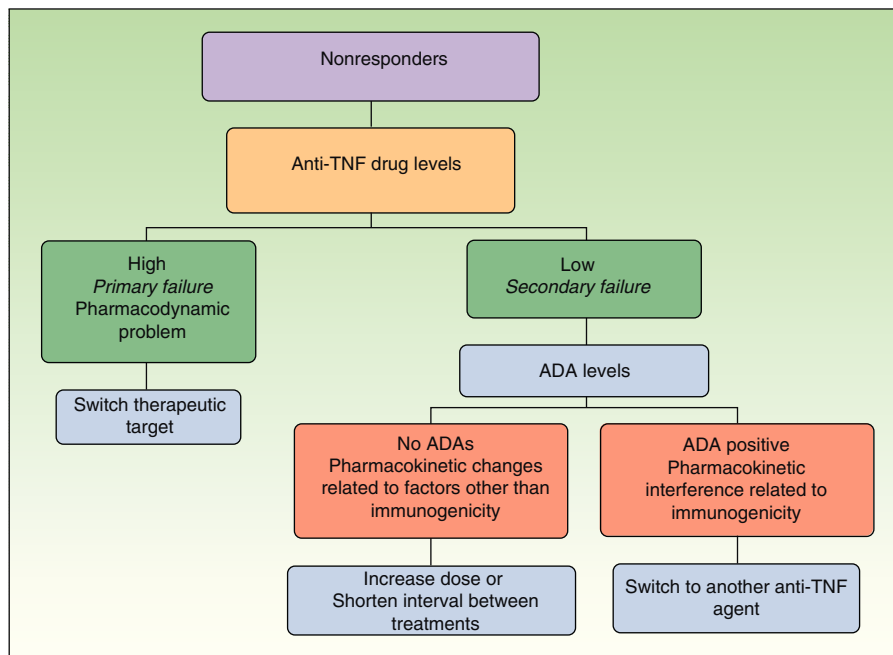 Nonresponders
Anti-TNF drug levels
High
Primary failure
Pharmacodynamic
problem
Low
Secondary failure
Switch therapeutic
target
ADA levels
No ADAs
Pharmacokinetic changes
related to factors other than
immunogenicity
ADA positive
Pharmacokinetic
interference related to
immunogenicity
Increase dose or
Shorten interval between
treatments
Switch to another anti-TNF
agent